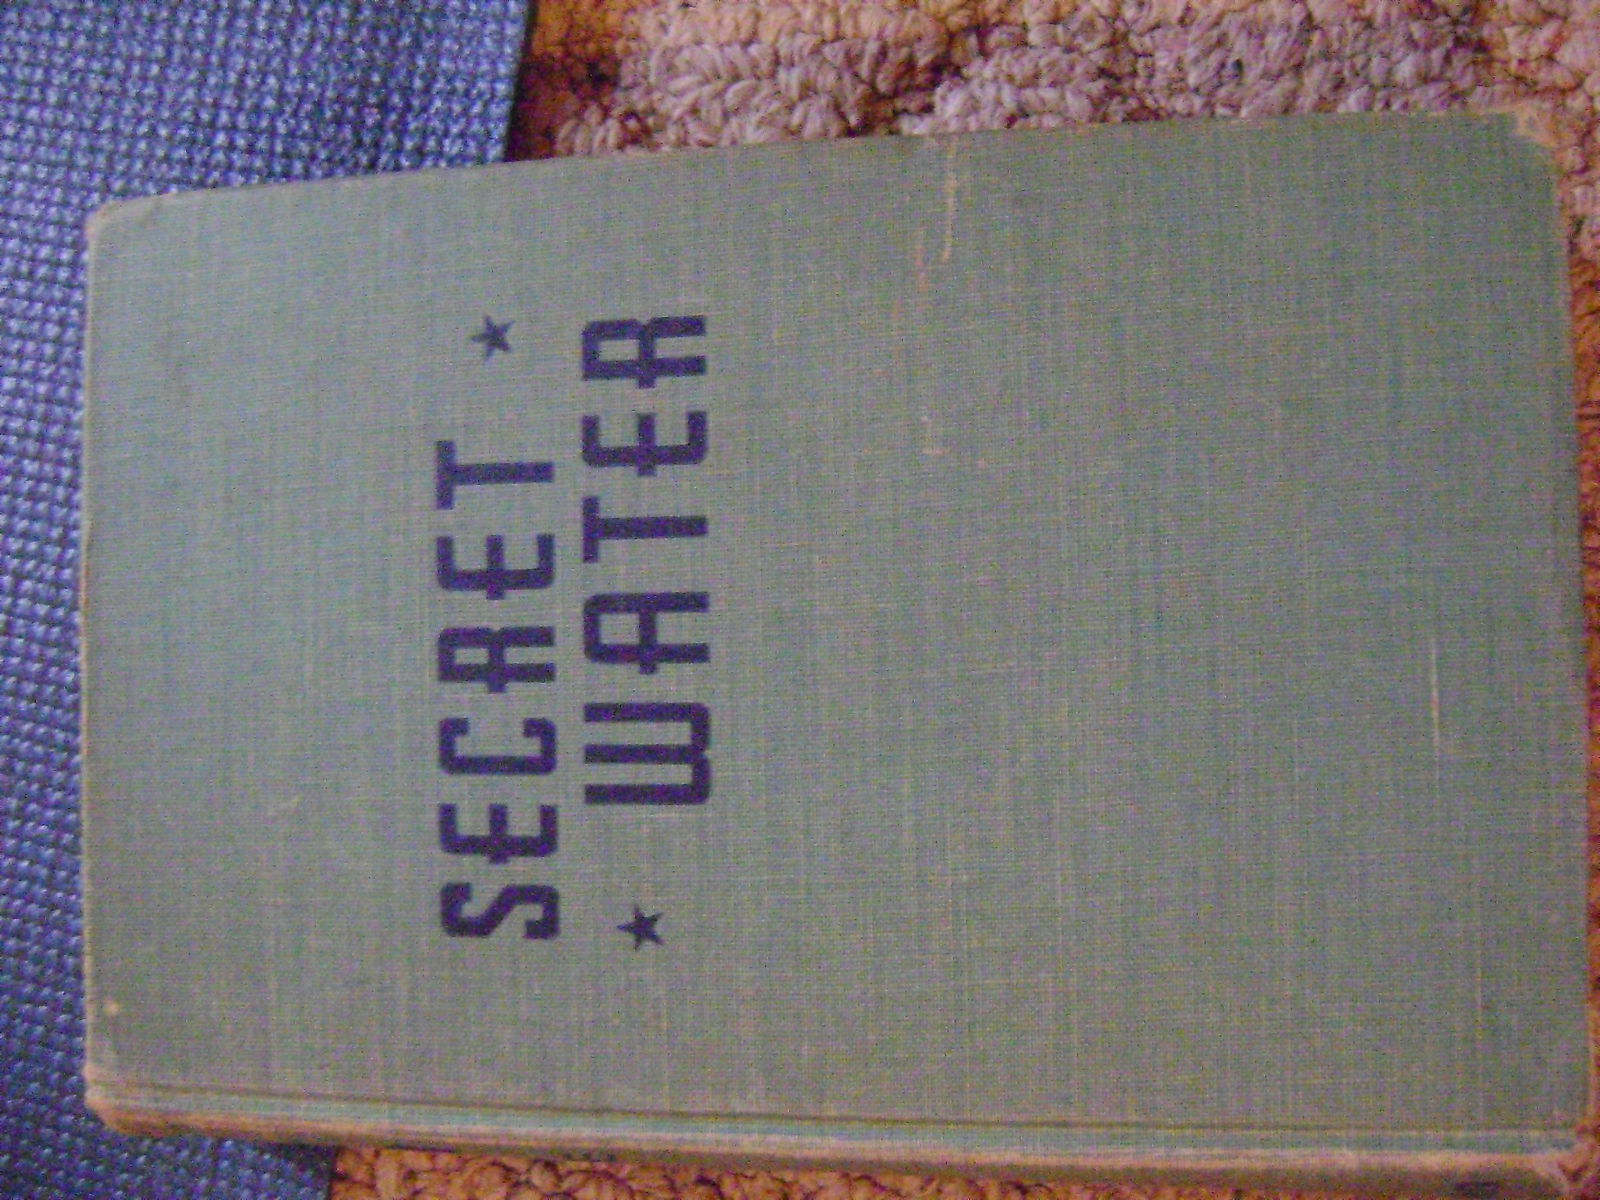 SECRET ★
★ WATER